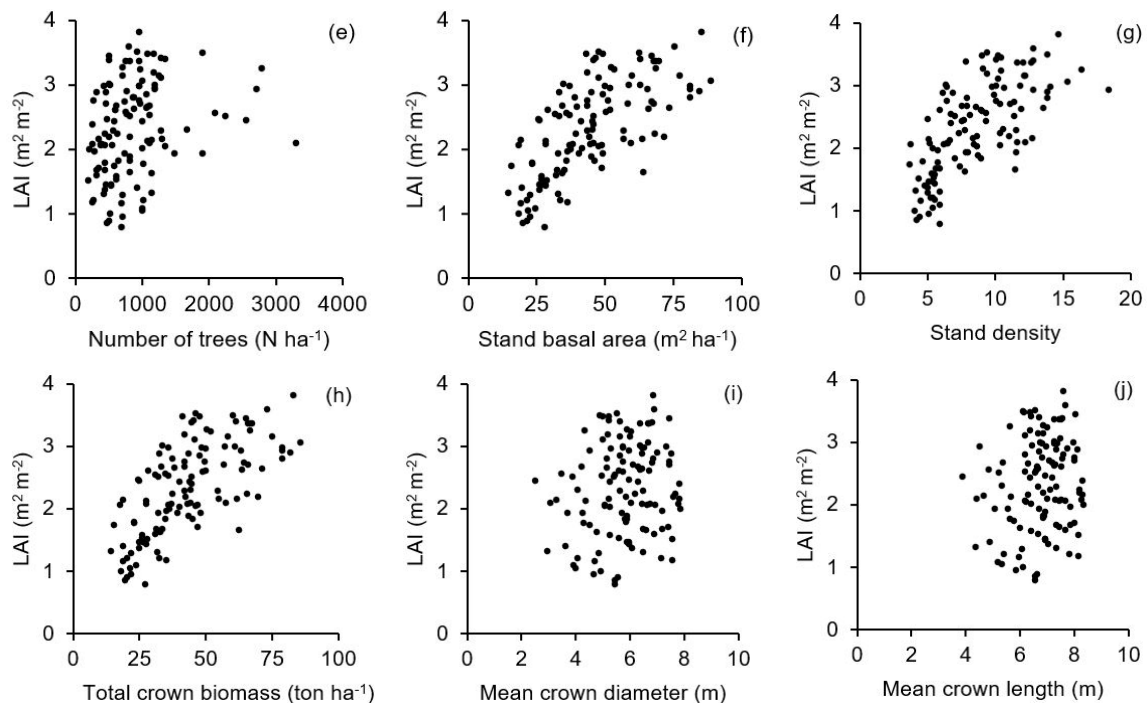 (e)
LAI (m² m⁻²)
4
3
2
1
0
0 1000 2000 3000 4000
Number of trees (N ha⁻¹)
(f)
LAI (m² m⁻²)
4
3
2
1
0
0 25 50 75 100
Stand basal area (m² ha⁻¹)
(g)
LAI (m² m⁻²)
4
3
2
1
0
0 5 10 15 20
Stand density
(h)
LAI (m² m⁻²)
4
3
2
1
0
0 25 50 75 100
Total crown biomass (ton ha⁻¹)
(i)
LAI (m² m⁻²)
4
3
2
1
0
0 2 4 6 8 10
Mean crown diameter (m)
(j)
LAI (m² m⁻²)
4
3
2
1
0
0 2 4 6 8 10
Mean crown length (m)